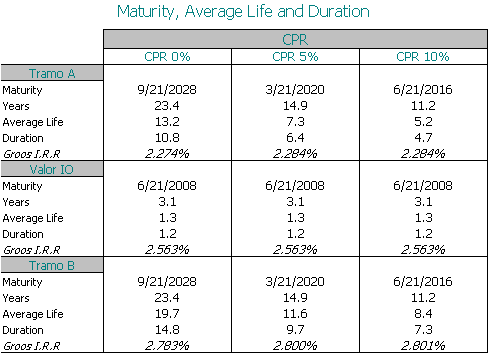 Maturity, Average Life and Duration
CPR
CPR 0% CPR 5% CPR 10%
Tramo A
Maturity 9/21/2028 3/21/2020 6/21/2016
Years 23.4 14.9 11.2
Average Life 13.2 7.3 5.2
Duration 10.8 6.4 4.7
Groos I.R.R 2.274% 2.284% 2.284%
Valor IO
Maturity 6/21/2008 6/21/2008 6/21/2008
Years 3.1 3.1 3.1
Average Life 1.3 1.3 1.3
Duration 1.2 1.2 1.2
Groos I.R.R 2.563% 2.563% 2.563%
Tramo B
Maturity 9/21/2028 3/21/2020 6/21/2016
Years 23.4 14.9 11.2
Average Life 19.7 11.6 8.4
Duration 14.8 9.7 7.3
Groos I.R.R 2.783% 2.800% 2.801%